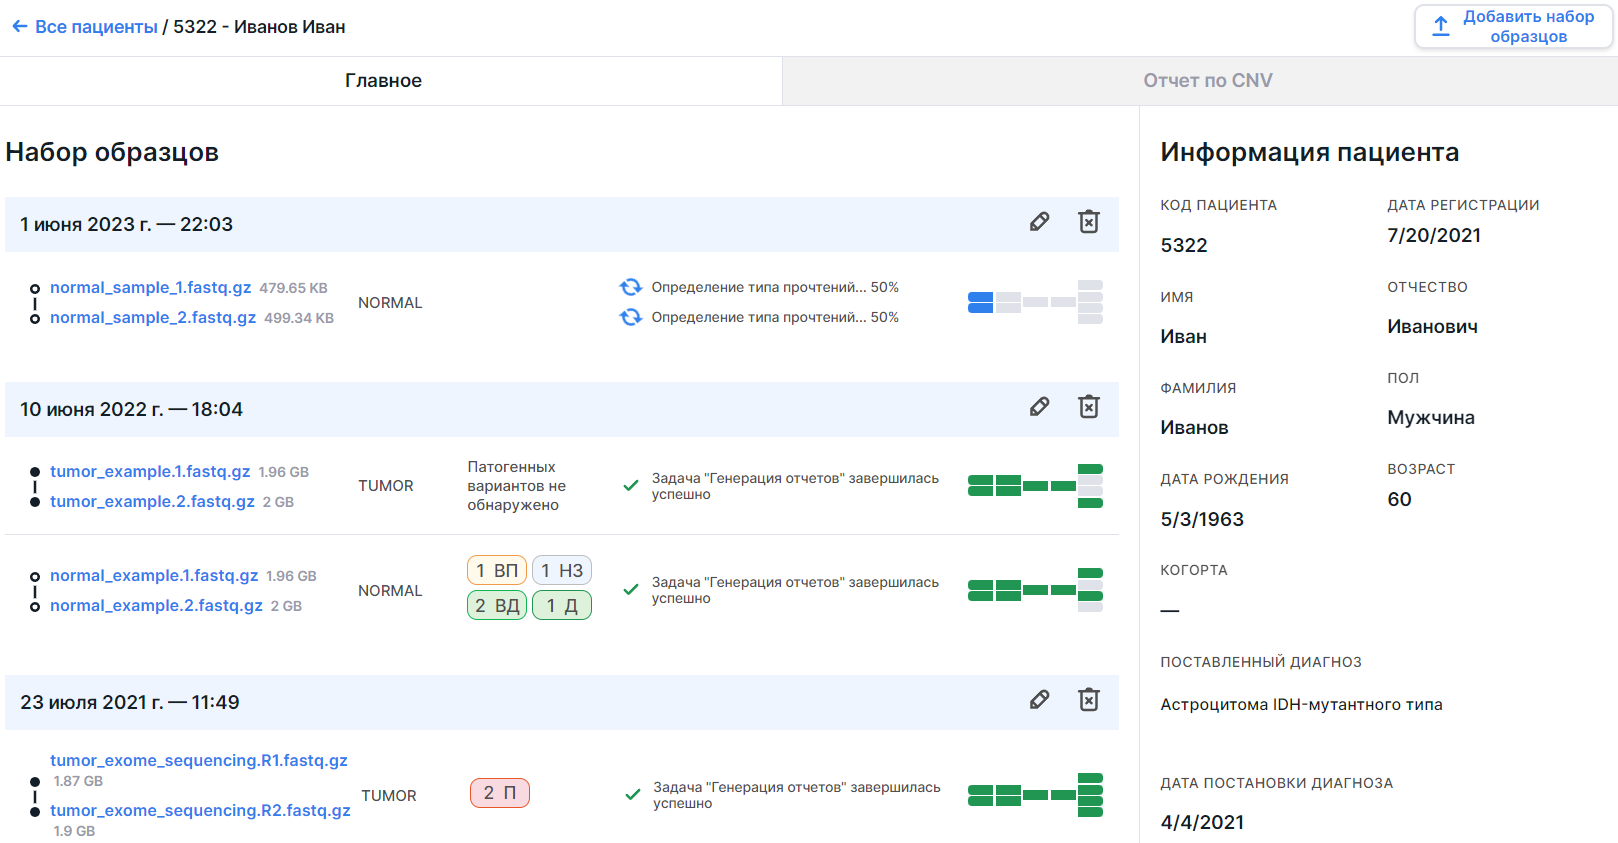 Все пациенты / 5322 - Иванов Иван
Добавить набор
образцов
Главное
Отчет по CNV
Набор образцов
1 июня 2023 г. — 22:03
normal_sample_1.fastq.gz 479.65 KB
normal_sample_2.fastq.gz 499.34 KB
NORMAL
Определение типа прочтений... 50%
Определение типа прочтений... 50%
10 июня 2022 г. — 18:04
tumor_example.1.fastq.gz 1.96 GB
tumor_example.2.fastq.gz 2 GB
TUMOR
Патогенных
вариантов не
обнаружено
Задача "Генерация отчетов" завершилась
успешно
normal_example.1.fastq.gz 1.96 GB
normal_example.2.fastq.gz 2 GB
NORMAL
1 ВП 1 НЗ
2 ВД 1 Д
Задача "Генерация отчетов" завершилась
успешно
23 июля 2021 г. — 11:49
tumor_exome_sequencing.R1.fastq.gz
1.87 GB
tumor_exome_sequencing.R2.fastq.gz
1.9 GB
TUMOR
2 П
Задача "Генерация отчетов" завершилась
успешно
Информация пациента
КОД ПАЦИЕНТА
5322
ДАТА РЕГИСТРАЦИИ
7/20/2021
ИМЯ
Иван
ОТЧЕСТВО
Иванович
ФАМИЛИЯ
Иванов
ПОЛ
Мужчина
ДАТА РОЖДЕНИЯ
5/3/1963
ВОЗРАСТ
60
КОГОРТА
—
ПОСТАВЛЕННЫЙ ДИАГНОЗ
Астроцитома IDH-мутантного типа
ДАТА ПОСТАНОВКИ ДИАГНОЗА
4/4/2021